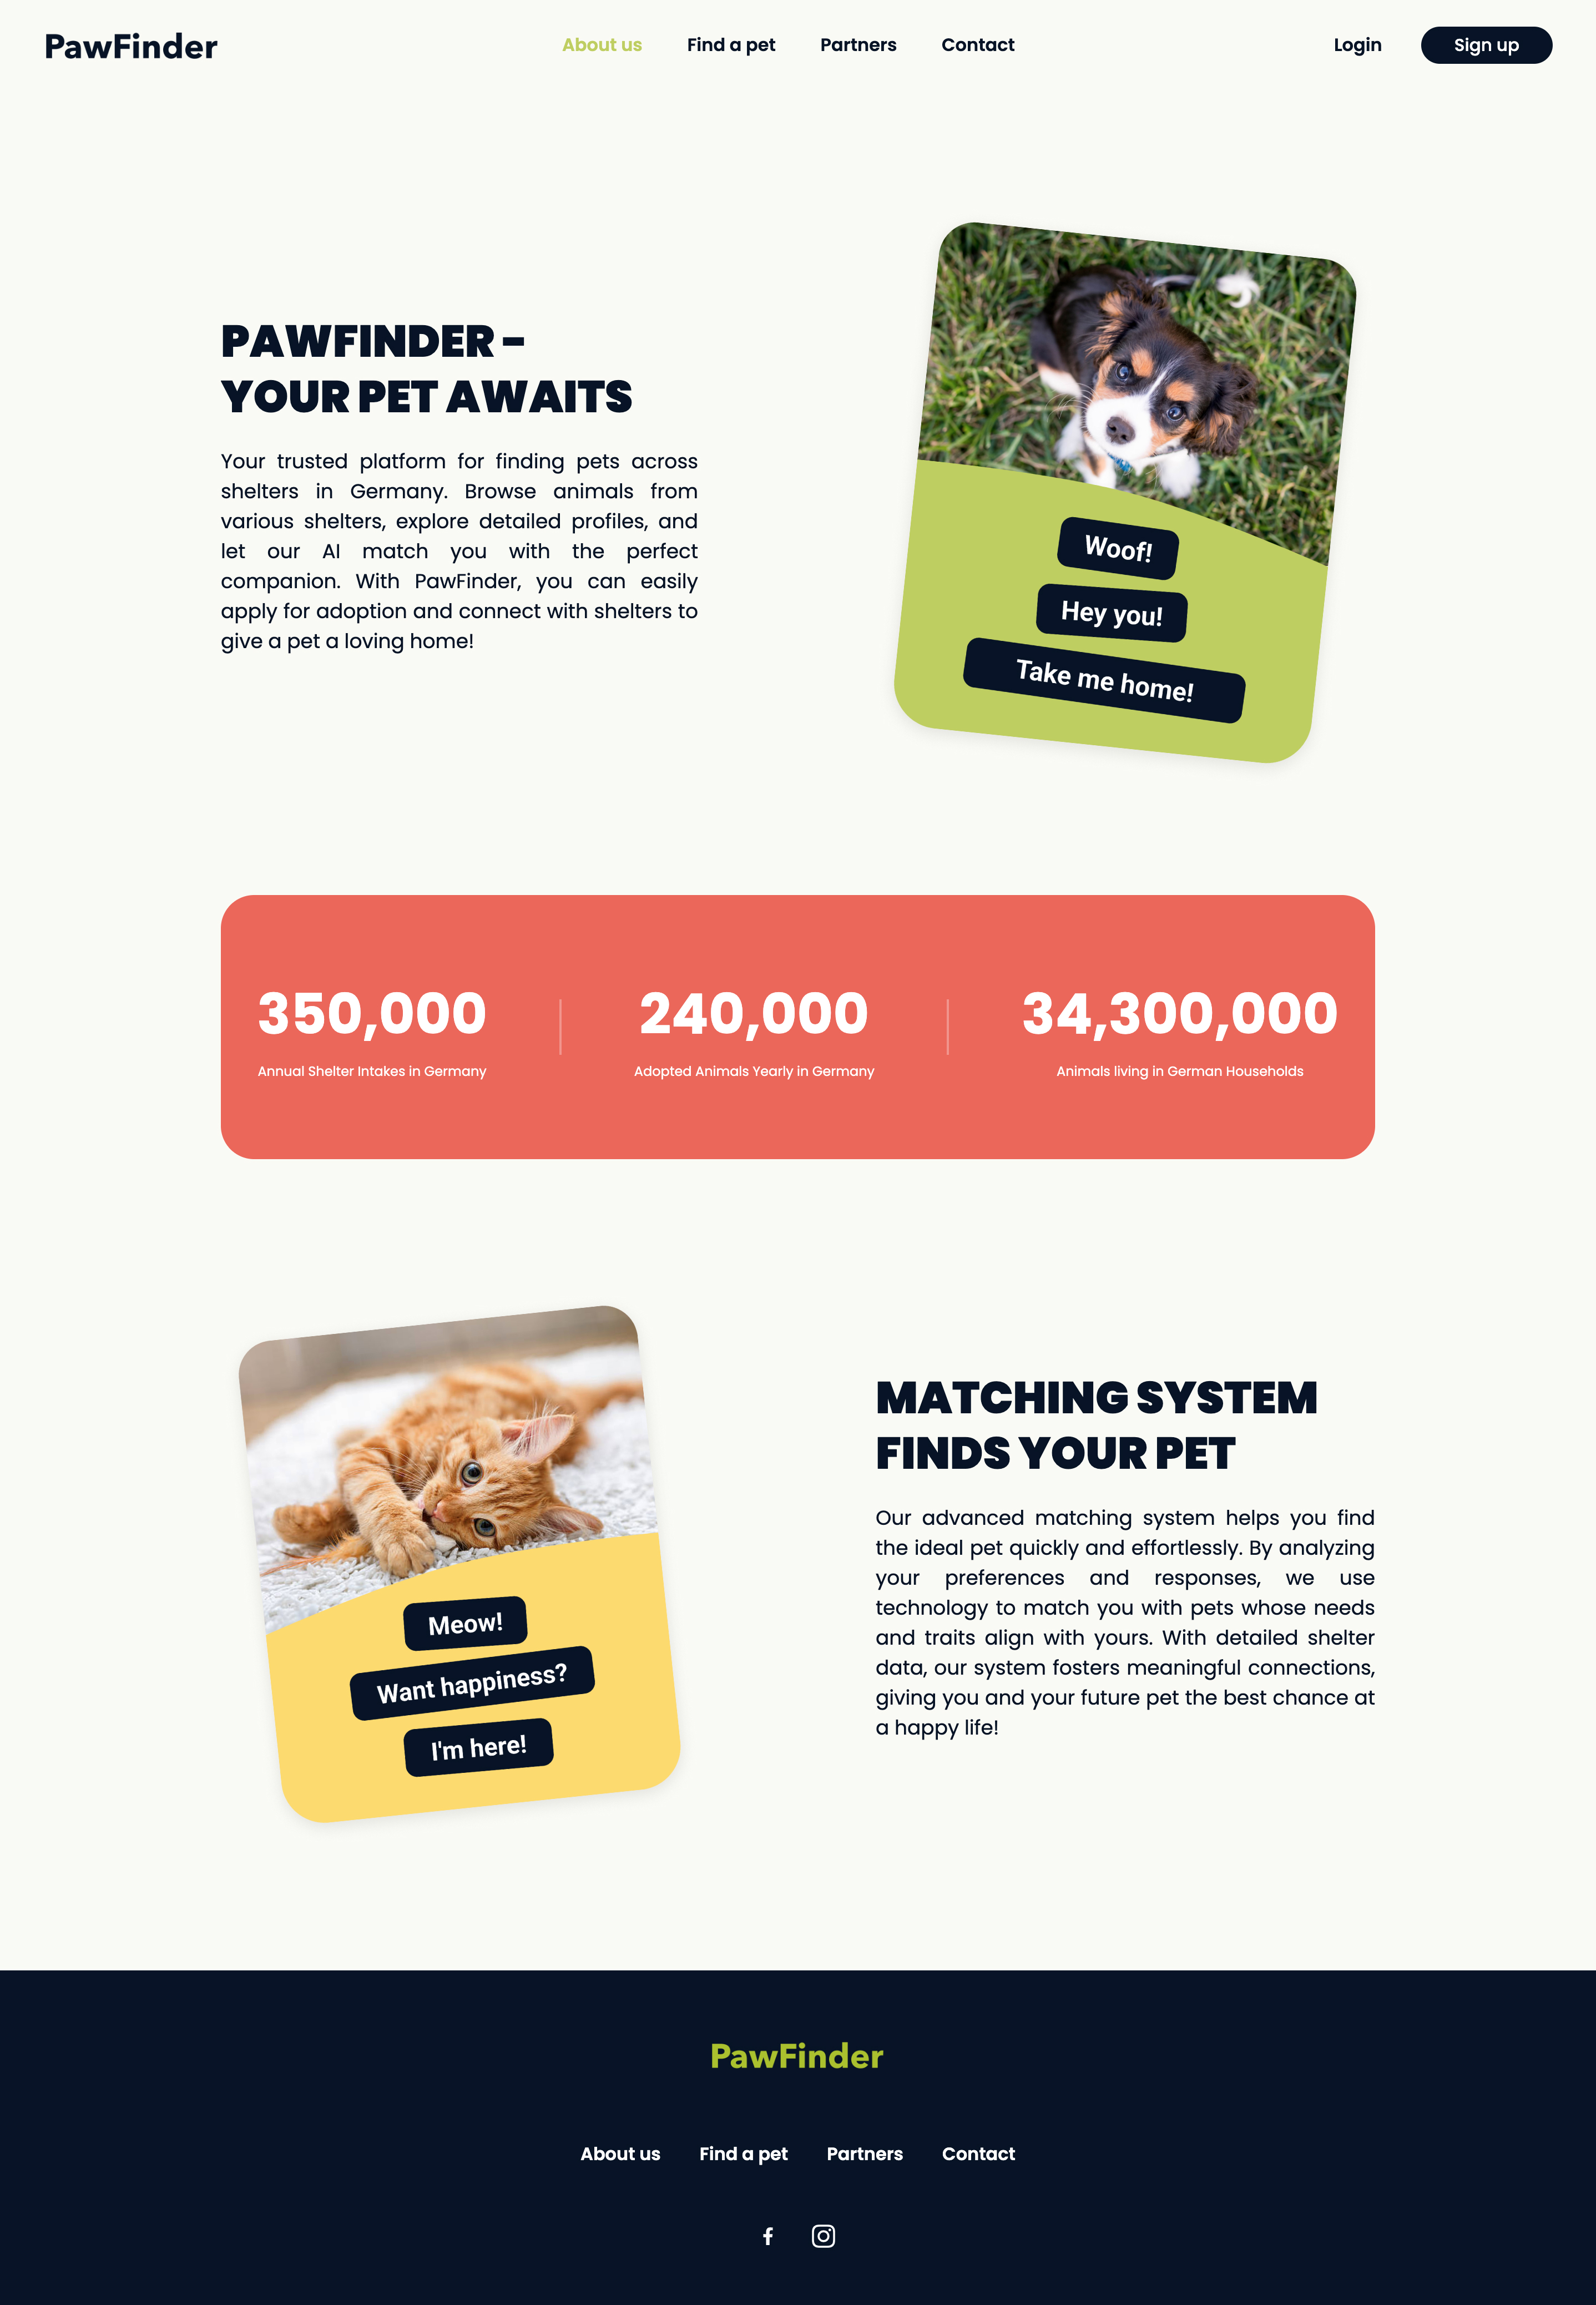 PawFinder
About us Find a pet Partners Contact
Login Sign up
PAWFINDER -
YOUR PET AWAITS
Your trusted platform for finding pets across
shelters in Germany. Browse animals from
various shelters, explore detailed profiles, and
let our AI match you with the perfect
companion. With PawFinder, you can easily
apply for adoption and connect with shelters to
give a pet a loving home!
Woof!
Hey you!
Take me home!
350,000
Annual Shelter Intakes in Germany
240,000
Adopted Animals Yearly in Germany
34,300,000
Animals living in German Households
Meow!
Want happiness?
I'm here!
MATCHING SYSTEM
FINDS YOUR PET
Our advanced matching system helps you find
the ideal pet quickly and effortlessly. By analyzing
your preferences and responses, we use
technology to match you with pets whose needs
and traits align with yours. With detailed shelter
data, our system fosters meaningful connections,
giving you and your future pet the best chance at
a happy life!
PawFinder
About us Find a pet Partners Contact